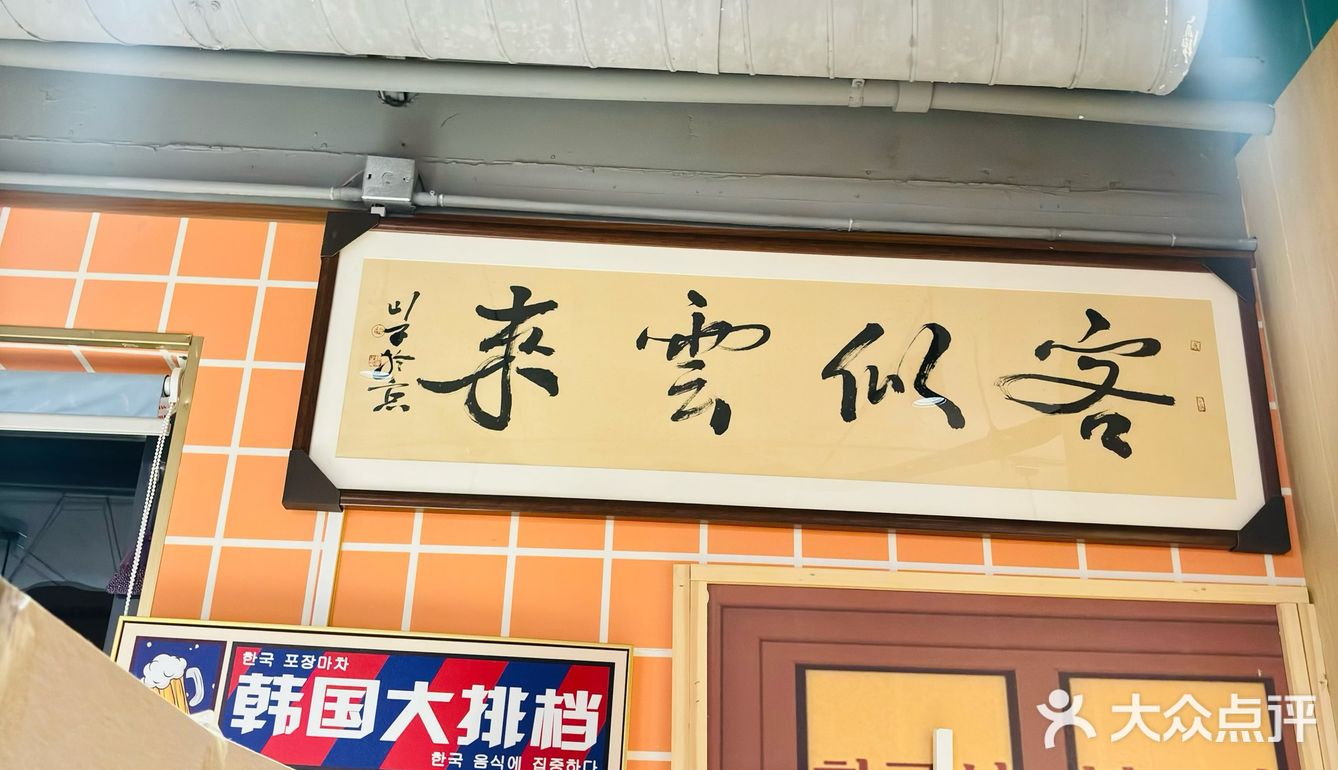 客似雲來
한국 포장마차
韩国大排档
한국 음식에 집중하다
大众点评